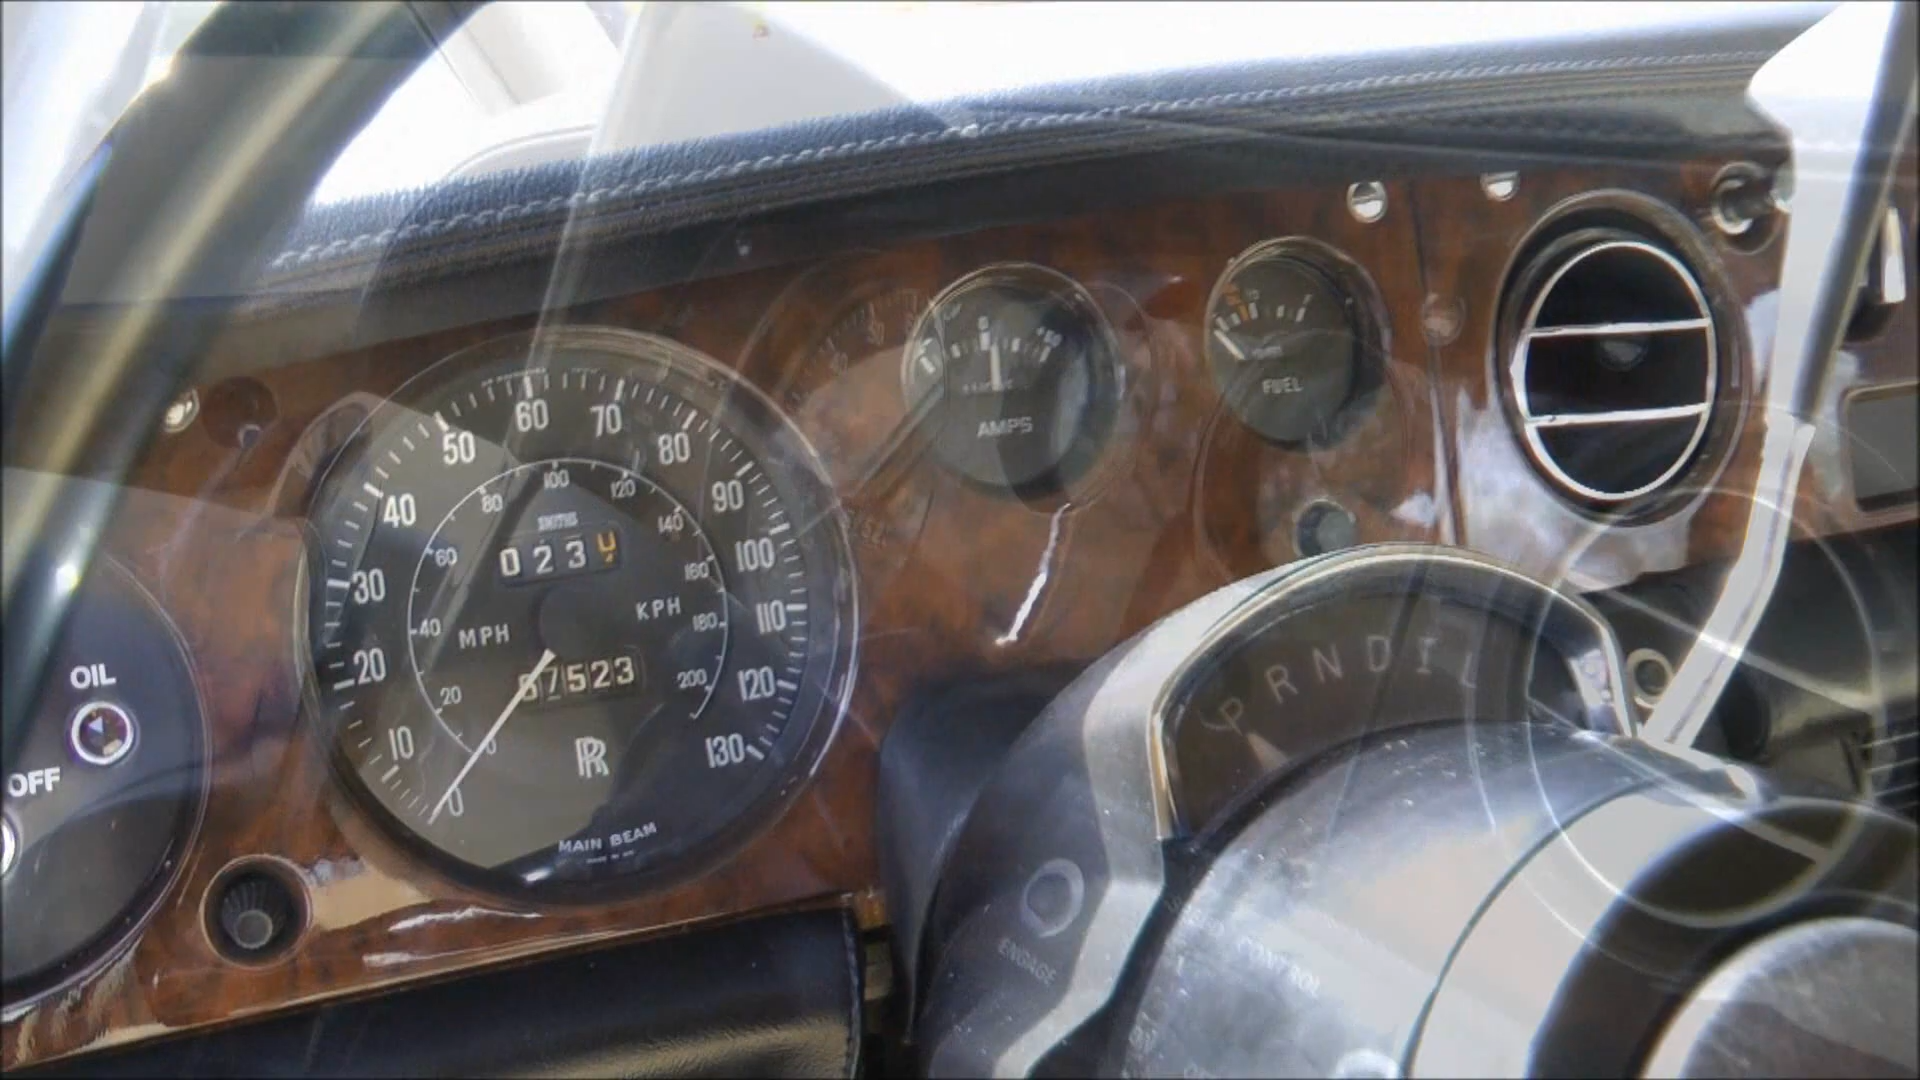 60
70
50
80
40
90
100
80
120
SMITHS
140
60
100
023
30
160
KPH
110
MPH
40
180
20
7523
120
200
20
10
0
130
RR
0
MAIN BEAM
AMPS
FUEL
OIL
OFF
P R N D I L
ENGAGE
SPEED CONTROL